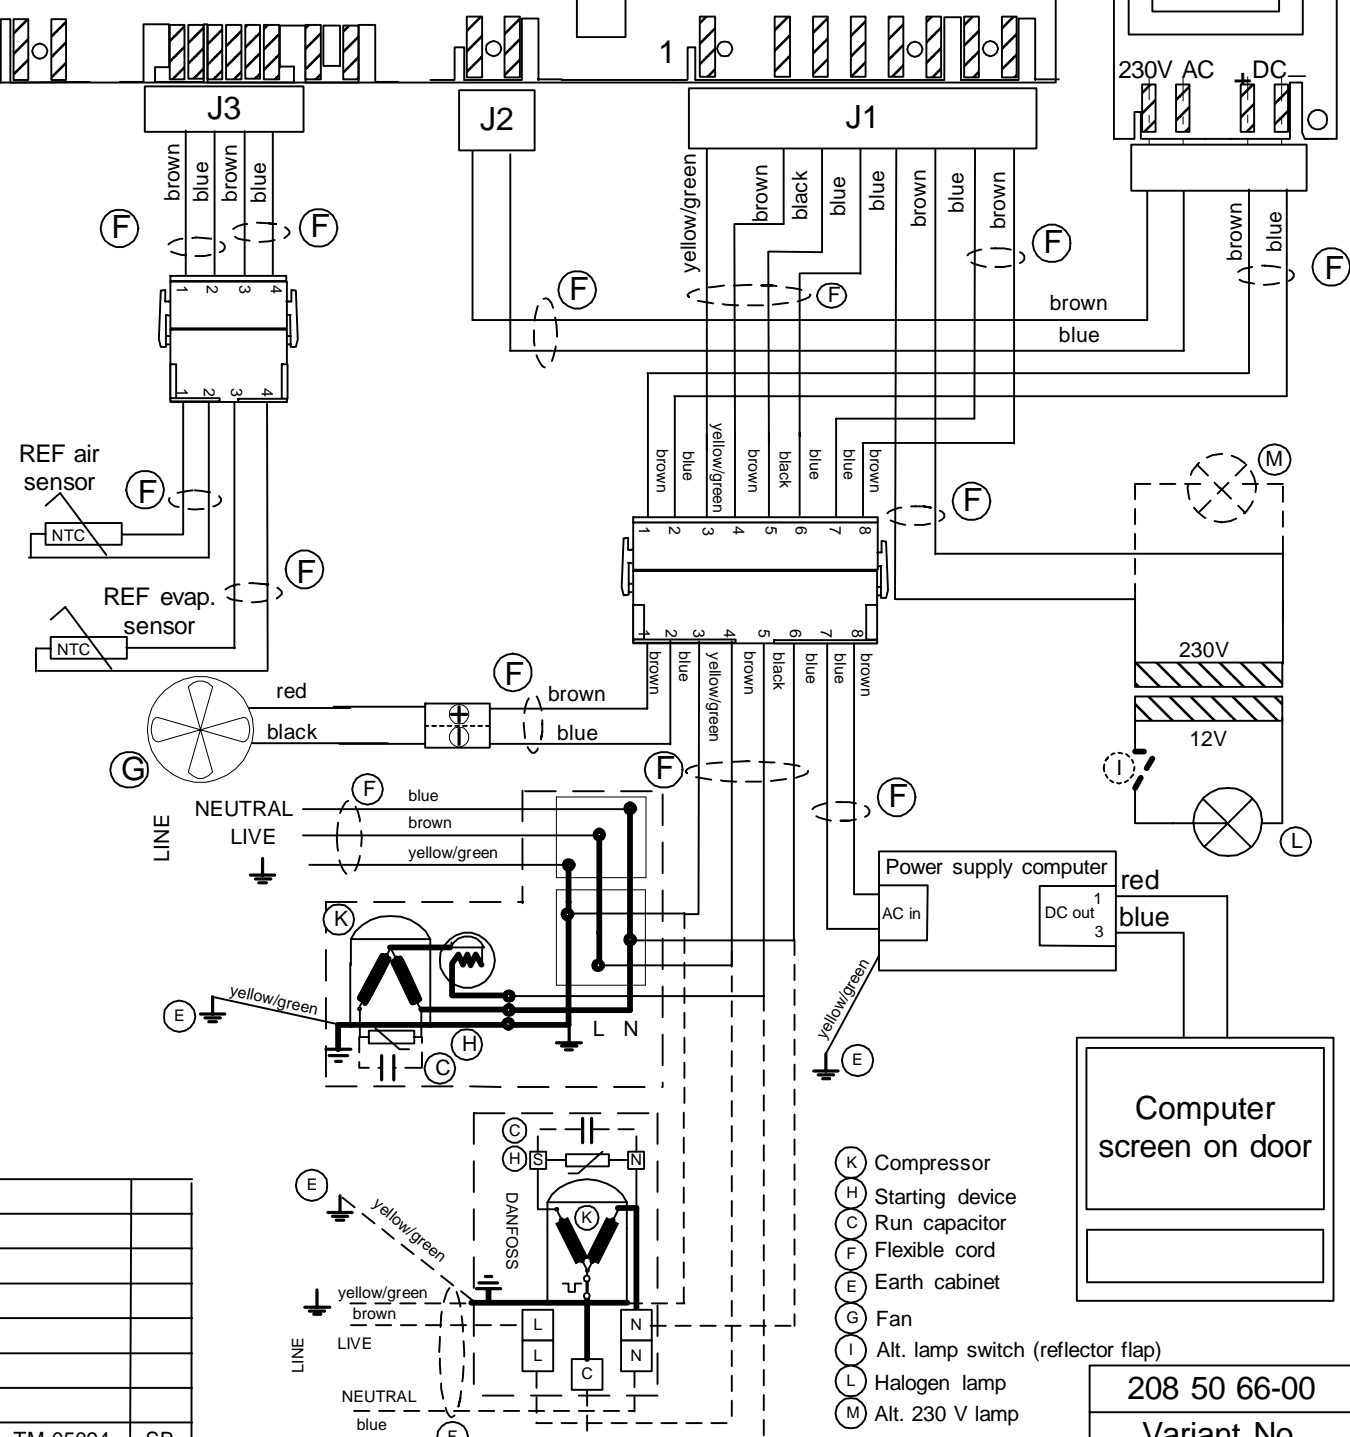 1
230V AC
+ DC −
J3
J2
J1
brown
blue
brown
blue
yellow/green
brown
black
blue
blue
brown
blue
brown
brown
blue
F
F
F
F
F
F
1 2 3 4
brown
blue
1 2 3 4
REF air
sensor
F
NTC
REF evap.
sensor
F
NTC
brown
blue
yellow/green
brown
black
blue
blue
brown
F
M
1 2 3 4 5 6 7 8
1 2 3 4 5 6 7 8
brown
blue
yellow/green
brown
black
blue
blue
brown
230V
12V
I
L
red
black
F
brown
blue
G
F
F
NEUTRAL
LIVE
LINE
F
blue
brown
yellow/green
K
yellow/green
E
H
C
L N
Power supply computer
AC in
DC out
1
3
red
blue
yellow/green
E
Computer
screen on door
C
H
S
N
DANFOSS
K
E
yellow/green
yellow/green
brown
LIVE
LINE
NEUTRAL
blue
L
L
N
N
C
F
K Compressor
H Starting device
C Run capacitor
F Flexible cord
E Earth cabinet
G Fan
I Alt. lamp switch (reflector flap)
L Halogen lamp
M Alt. 230 V lamp
208 50 66-00
Variant No